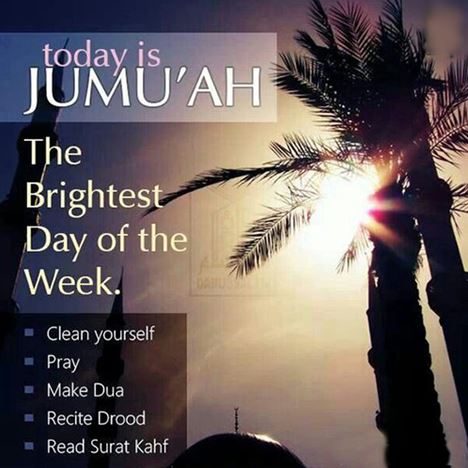 today is
JUMU'AH
The
Brightest
Day of the
Week.
Clean yourself
Pray
Make Dua
Recite Drood
Read Surat Kahf